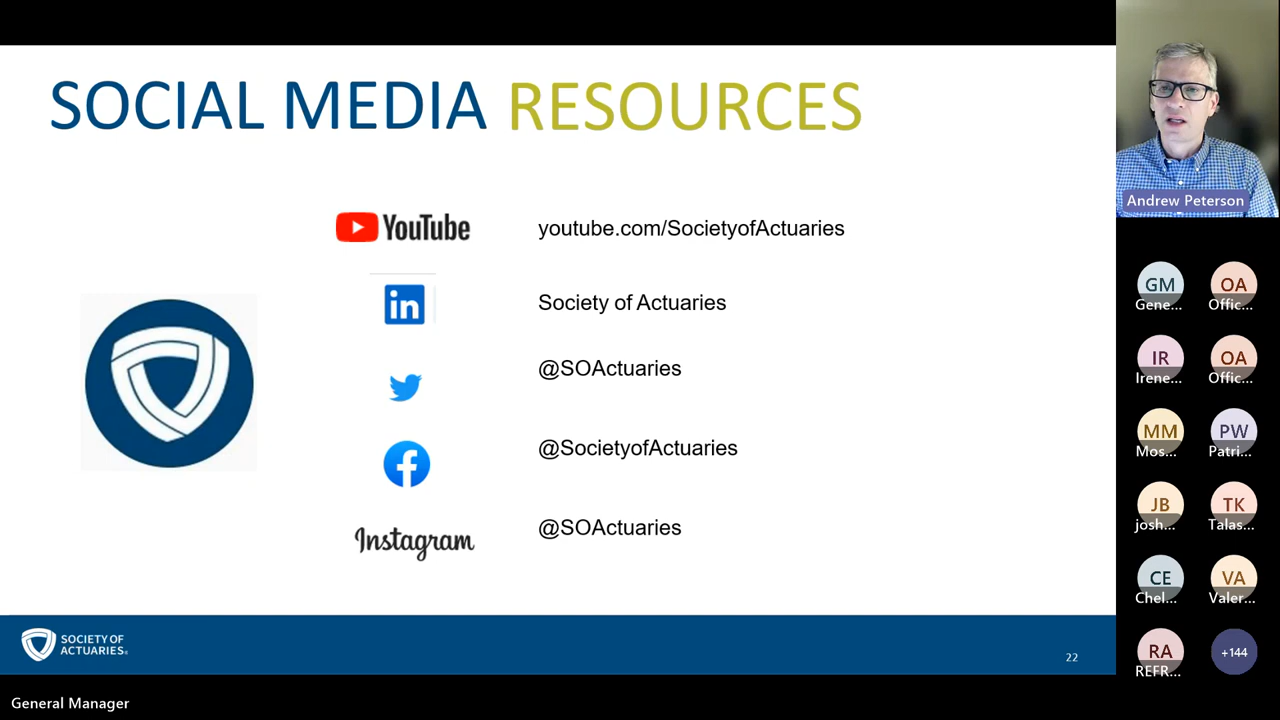 SOCIAL MEDIA RESOURCES
YouTube
youtube.com/SocietyofActuaries
in
Society of Actuaries
@SOActuaries
f
@SocietyofActuaries
Instagram
@SOActuaries
SOCIETY OF
ACTUARIES
22
General Manager
Andrew Peterson
GM
Gene...
OA
Offic...
IR
Irene...
OA
Offic...
MM
Mos...
PW
Patri...
JB
josh...
TK
Talas...
CE
Chel...
VA
Valer...
RA
REFR...
+144